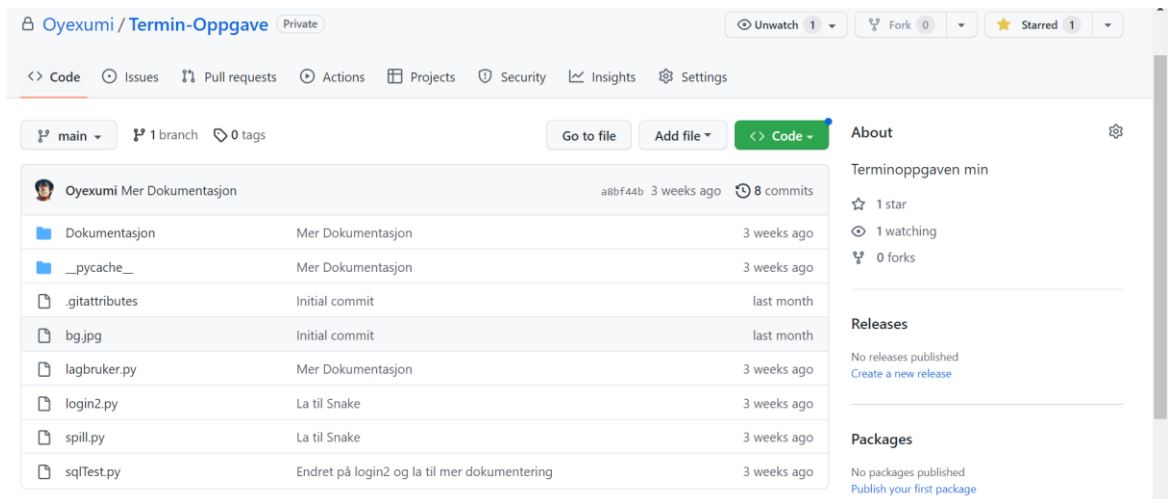 Oyexumi / Termin-Oppgave Private
Unwatch 1 Fork 0 Starred 1
Code Issues Pull requests Actions Projects Security Insights Settings
main 1 branch 0 tags Go to file Add file Code
Oyexumi Mer Dokumentasjon a8bf44b 3 weeks ago 8 commits
Dokumentasjon Mer Dokumentasjon 3 weeks ago
__pycache__ Mer Dokumentasjon 3 weeks ago
.gitattributes Initial commit last month
bg.jpg Initial commit last month
lagbruker.py Mer Dokumentasjon 3 weeks ago
login2.py La til Snake 3 weeks ago
spill.py La til Snake 3 weeks ago
sqlTest.py Endret på login2 og la til mer dokumentering 3 weeks ago
About
Terminoppgaven min
1 star
1 watching
0 forks
Releases
No releases published
Create a new release
Packages
No packages published
Publish your first package